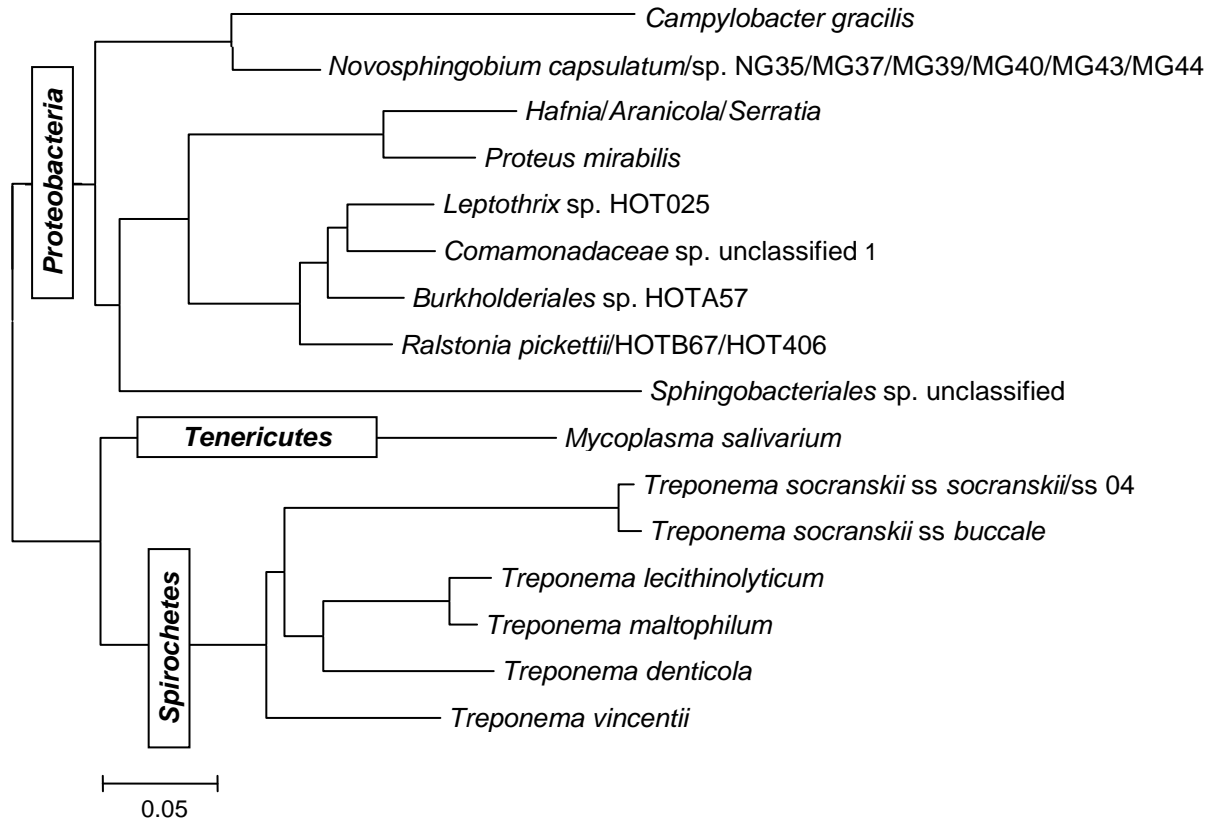 Campylobacter gracilis
Novosphingobium capsulatum/sp. NG35/MG37/MG39/MG40/MG43/MG44
Proteobacteria
Hafnia/Aranicola/Serratia
Proteus mirabilis
Leptothrix sp. HOT025
Comamonadaceae sp. unclassified 1
Burkholderiales sp. HOTA57
Ralstonia pickettii/HOTB67/HOT406
Sphingobacteriales sp. unclassified
Tenericutes
Mycoplasma salivarium
Treponema socranskii ss socranskii/ss 04
Treponema socranskii ss buccale
Spirochetes
Treponema lecithinolyticum
Treponema maltophilum
Treponema denticola
Treponema vincentii
0.05